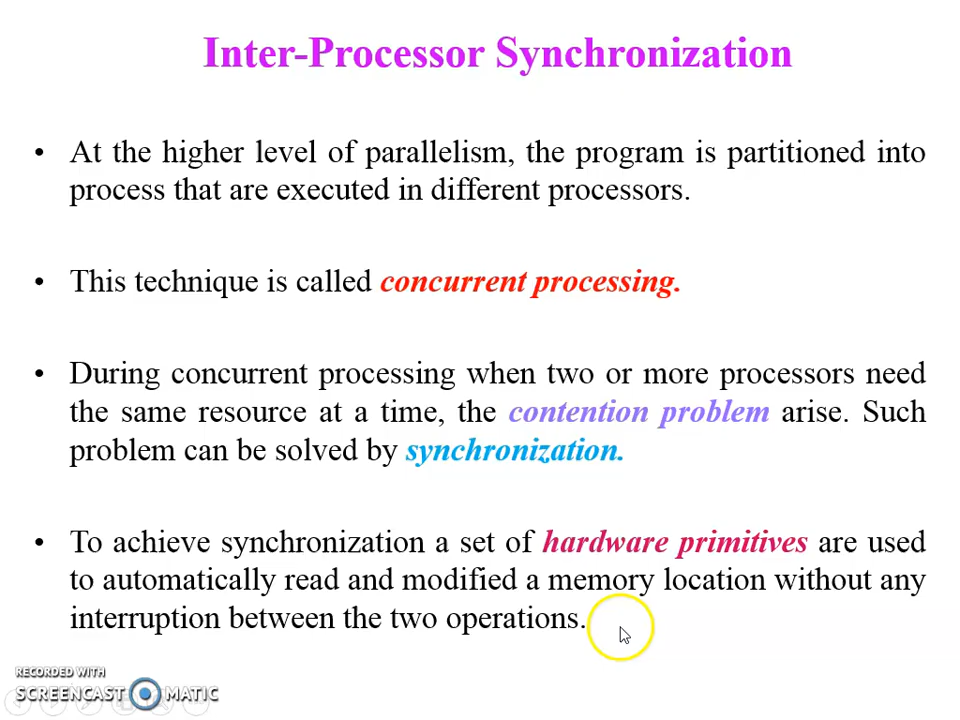 Inter-Processor Synchronization
• At the higher level of parallelism, the program is partitioned into
process that are executed in different processors.
• This technique is called concurrent processing.
• During concurrent processing when two or more processors need
the same resource at a time, the contention problem arise. Such
problem can be solved by synchronization.
• To achieve synchronization a set of hardware primitives are used
to automatically read and modified a memory location without any
interruption between the two operations.
RECORDED WITH
SCREENCAST MATIC